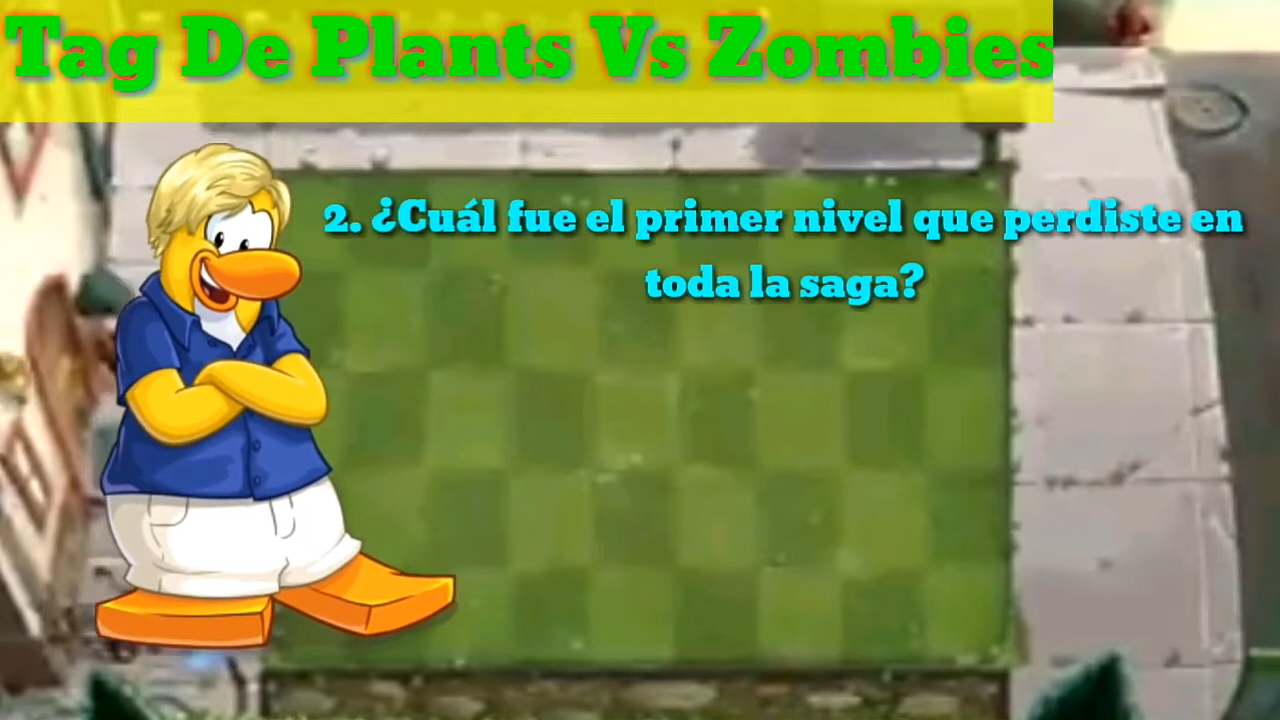 Tag De Plants Vs Zombies
2. ¿Cuál fue el primer nivel que perdiste en
toda la saga?